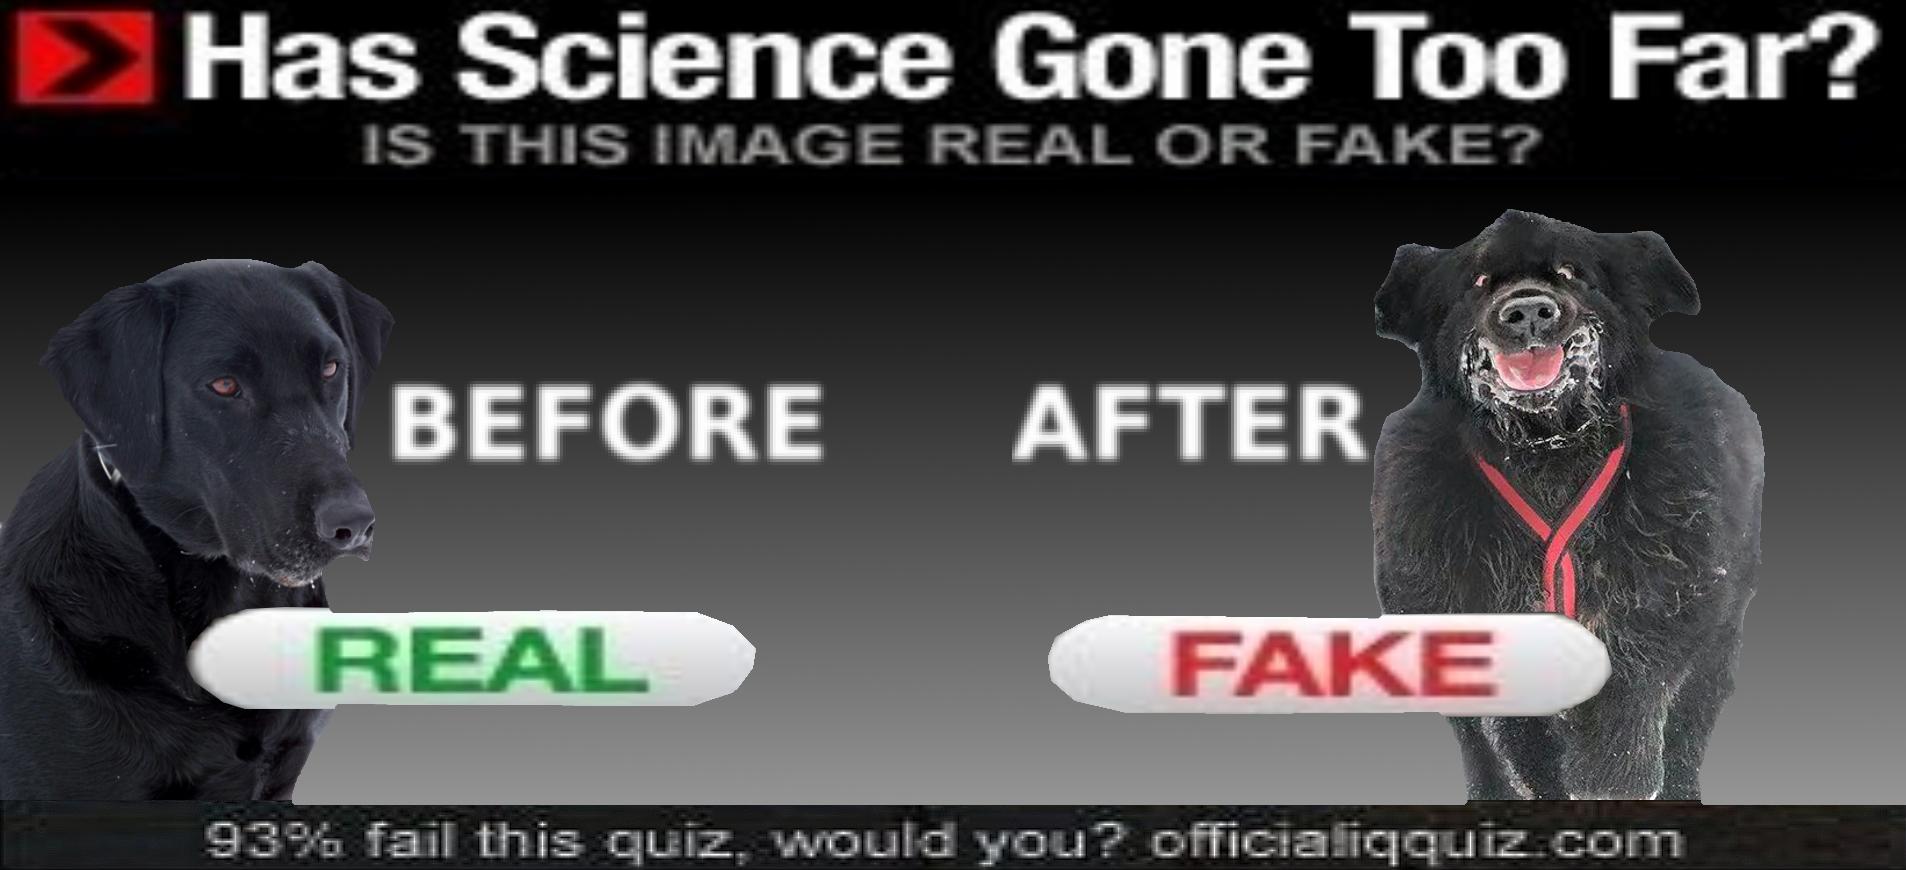 Has Science Gone Too Far?
IS THIS IMAGE REAL OR FAKE?
BEFORE
AFTER
REAL
FAKE
93% fail this quiz, would you? officialiqquiz.com